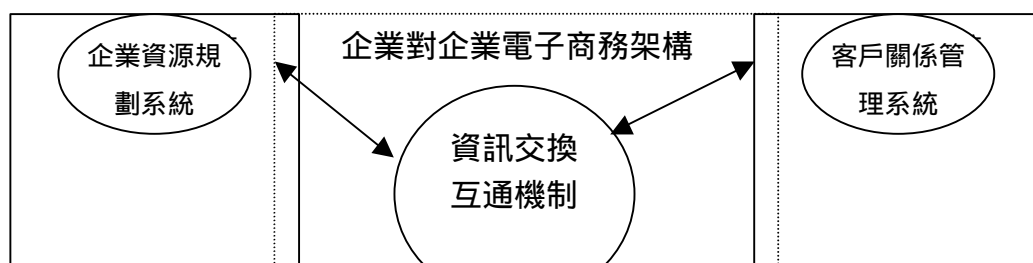 企業資源規
劃系統
企業對企業電子商務架構
資訊交換
互通機制
客戶關係管
理系統